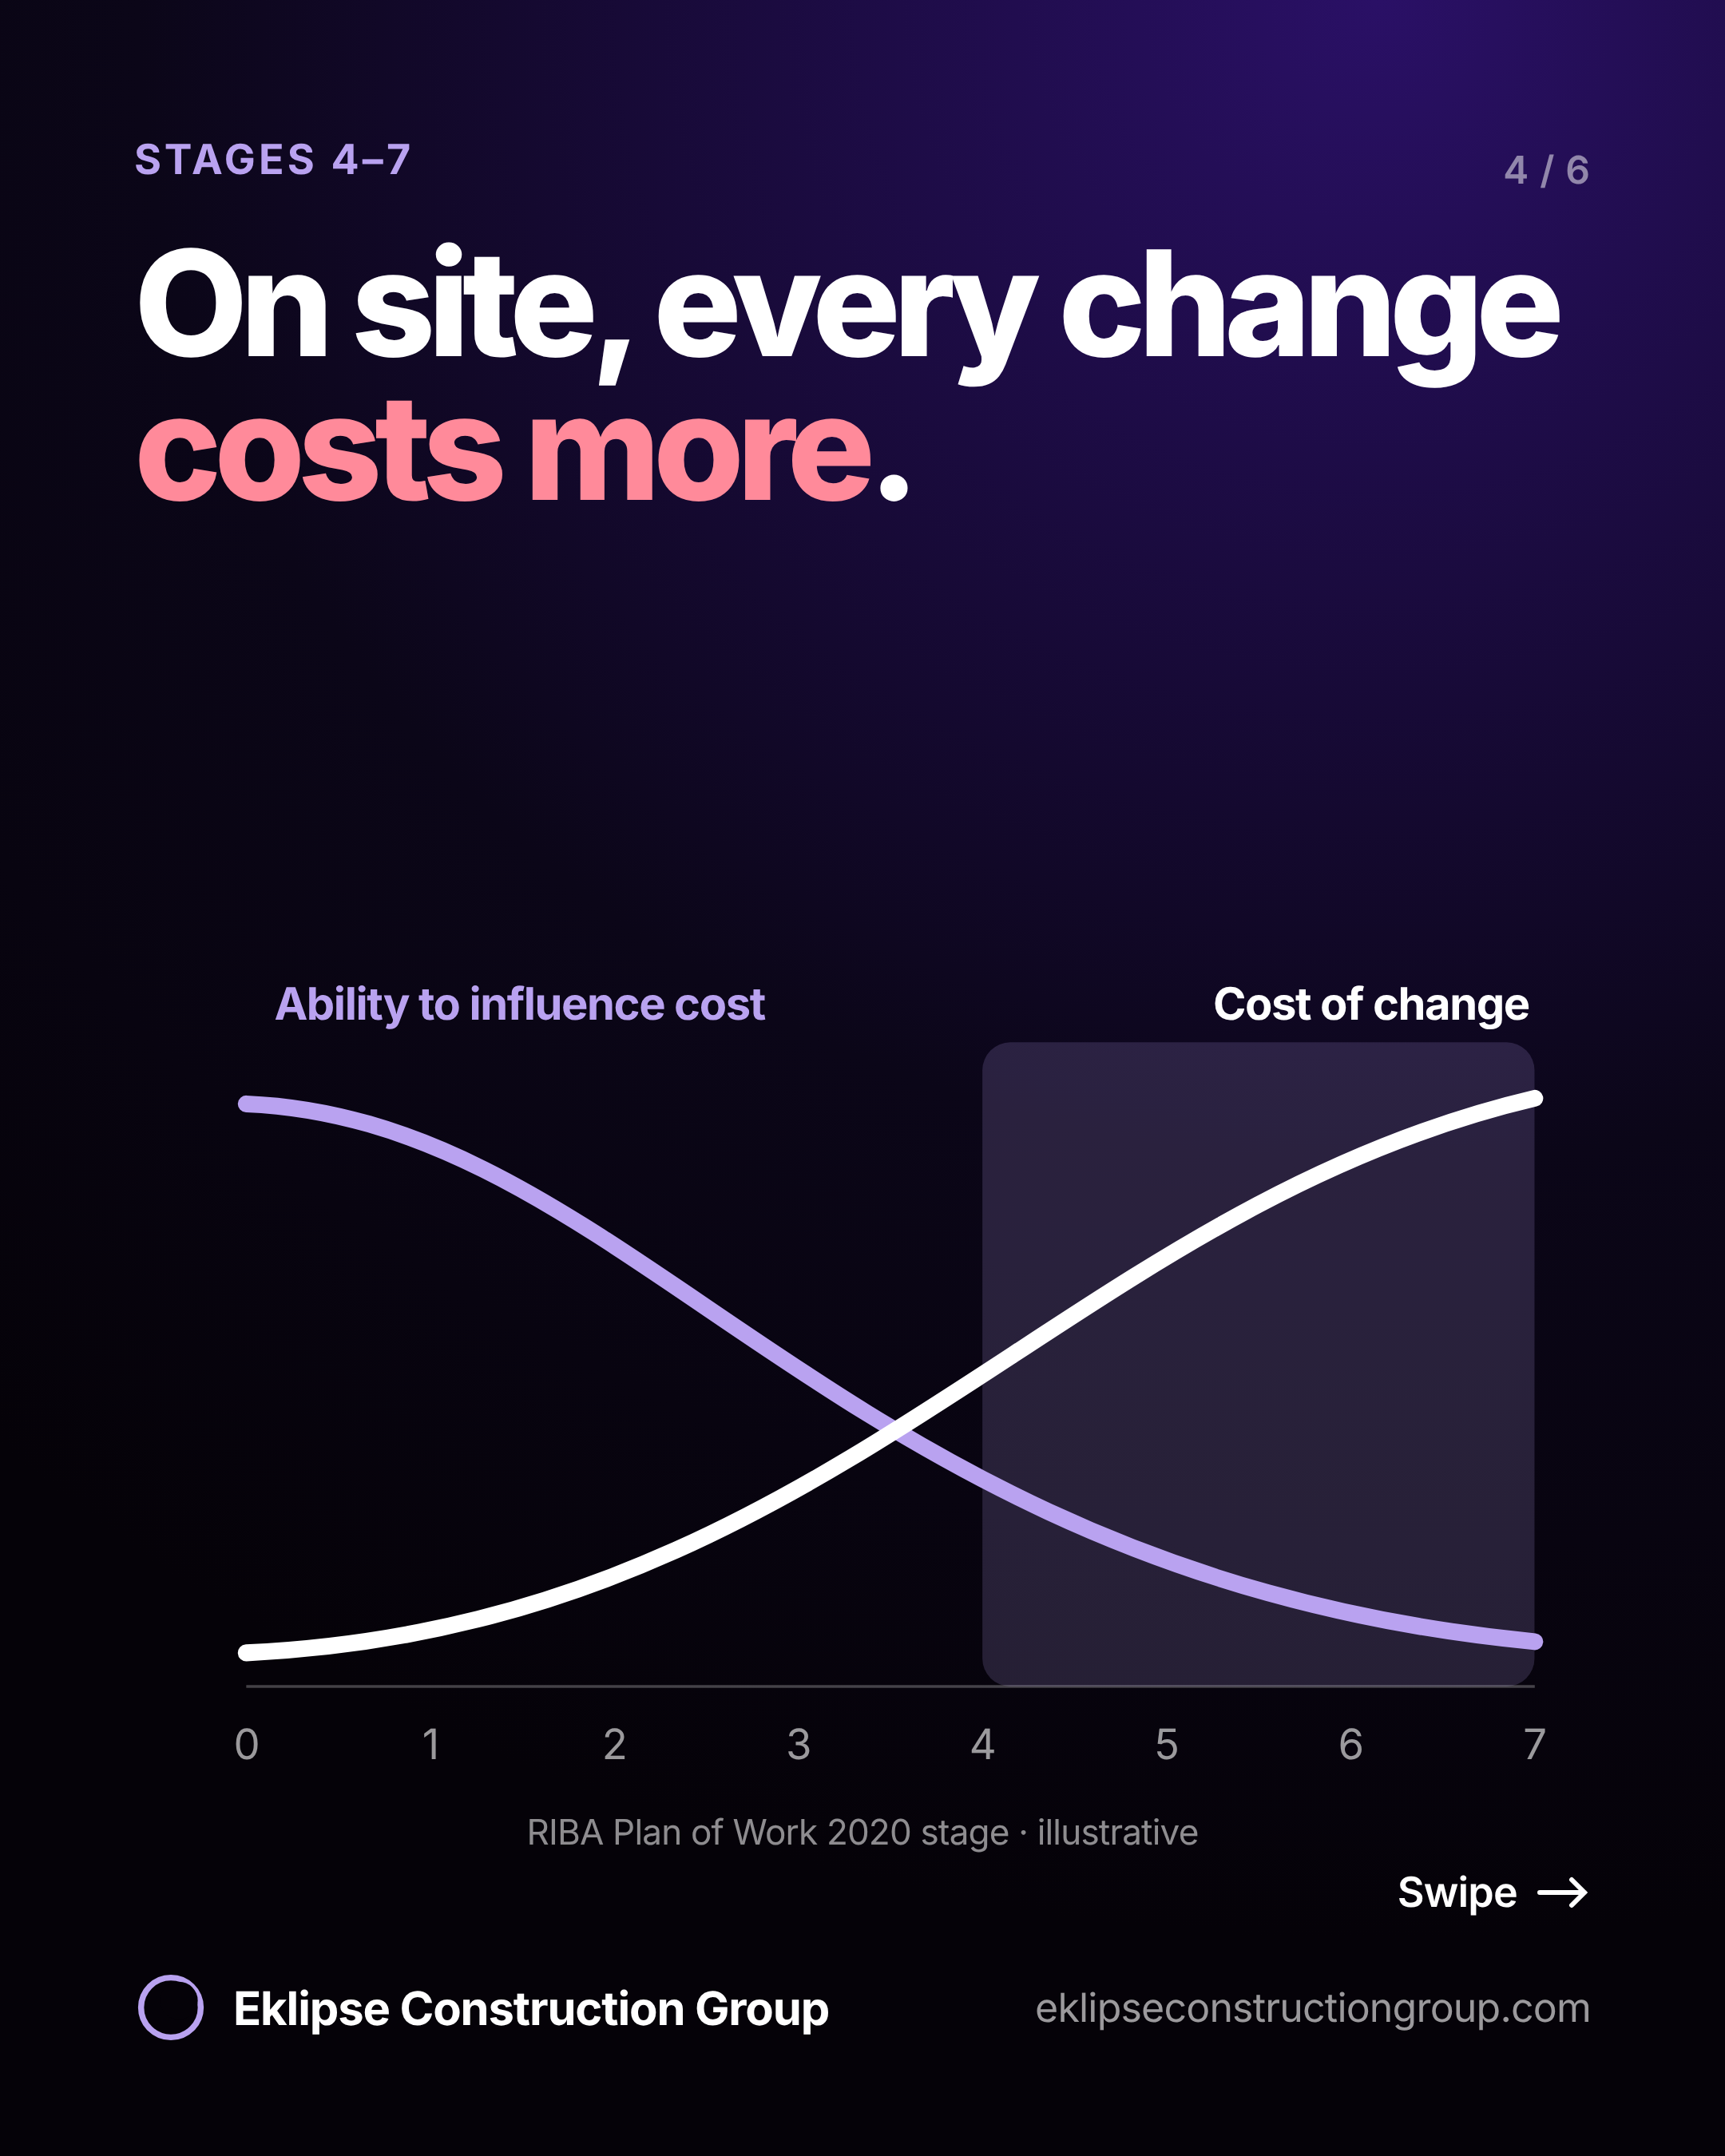 STAGES 4–7
4 / 6
On site, every change
costs more.
Ability to influence cost
Cost of change
0 1 2 3 4 5 6 7
RIBA Plan of Work 2020 stage · illustrative
Swipe →
Eklipse Construction Group
eklipseconstructiongroup.com